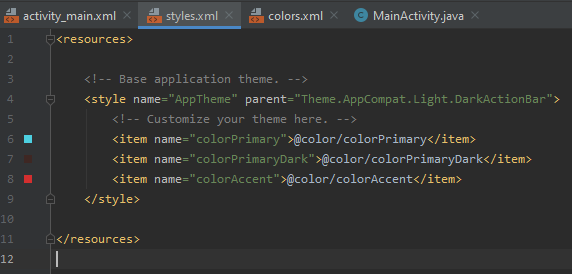 activity_main.xml × styles.xml × colors.xml × C MainActivity.java ×
1 <resources>
2
3 <!-- Base application theme. -->
4 <style name="AppTheme" parent="Theme.AppCompat.Light.DarkActionBar">
5 <!-- Customize your theme here. -->
6 <item name="colorPrimary">@color/colorPrimary</item>
7 <item name="colorPrimaryDark">@color/colorPrimaryDark</item>
8 <item name="colorAccent">@color/colorAccent</item>
9 </style>
10
11 </resources>
12